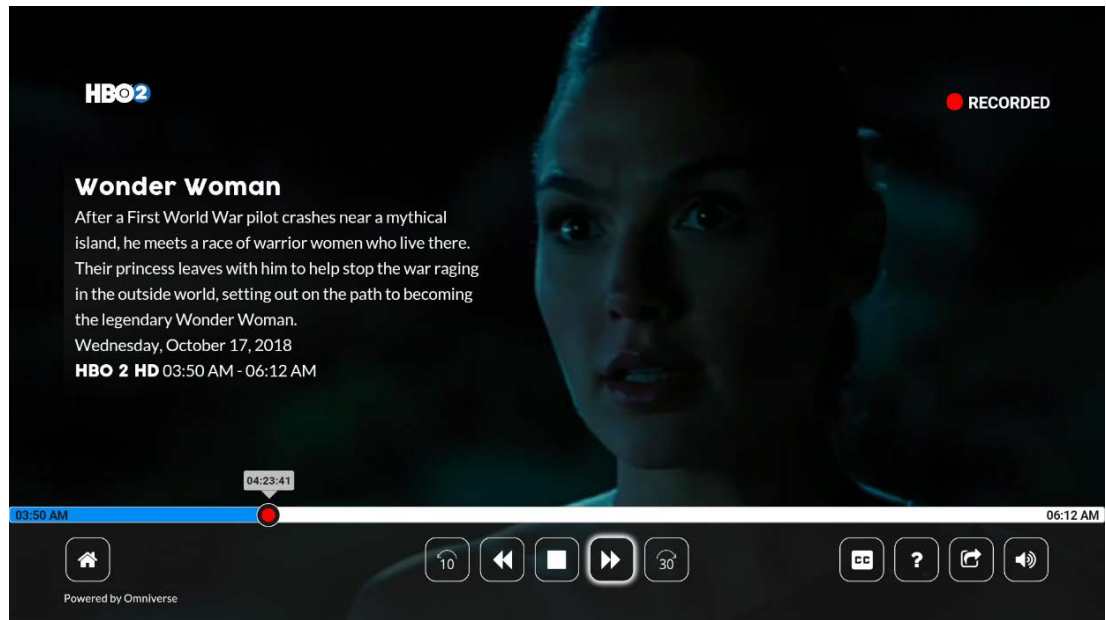 HBO2
RECORDED
Wonder Woman
After a First World War pilot crashes near a mythical
island, he meets a race of warrior women who live there.
Their princess leaves with him to help stop the war raging
in the outside world, setting out on the path to becoming
the legendary Wonder Woman.
Wednesday, October 17, 2018
HBO 2 HD 03:50 AM - 06:12 AM
04:23:41
03:50 AM
06:12 AM
10
30
CC
?
Powered by Omniverse